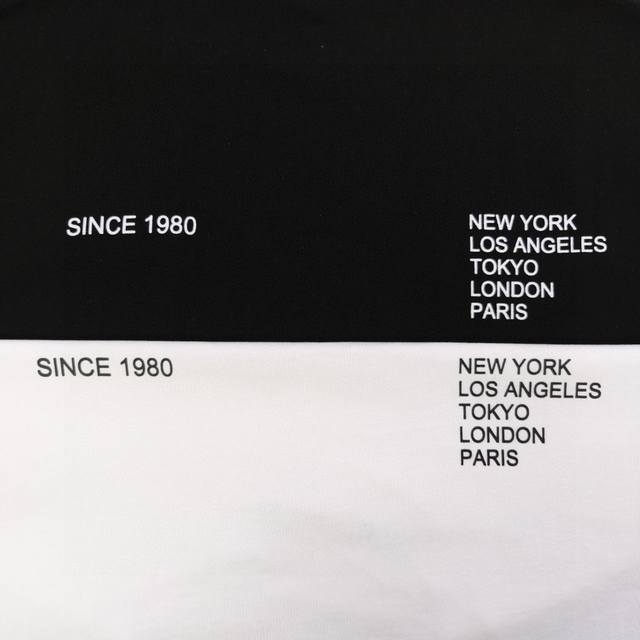 SINCE 1980
NEW YORK
LOS ANGELES
TOKYO
LONDON
PARIS
SINCE 1980
NEW YORK
LOS ANGELES
TOKYO
LONDON
PARIS